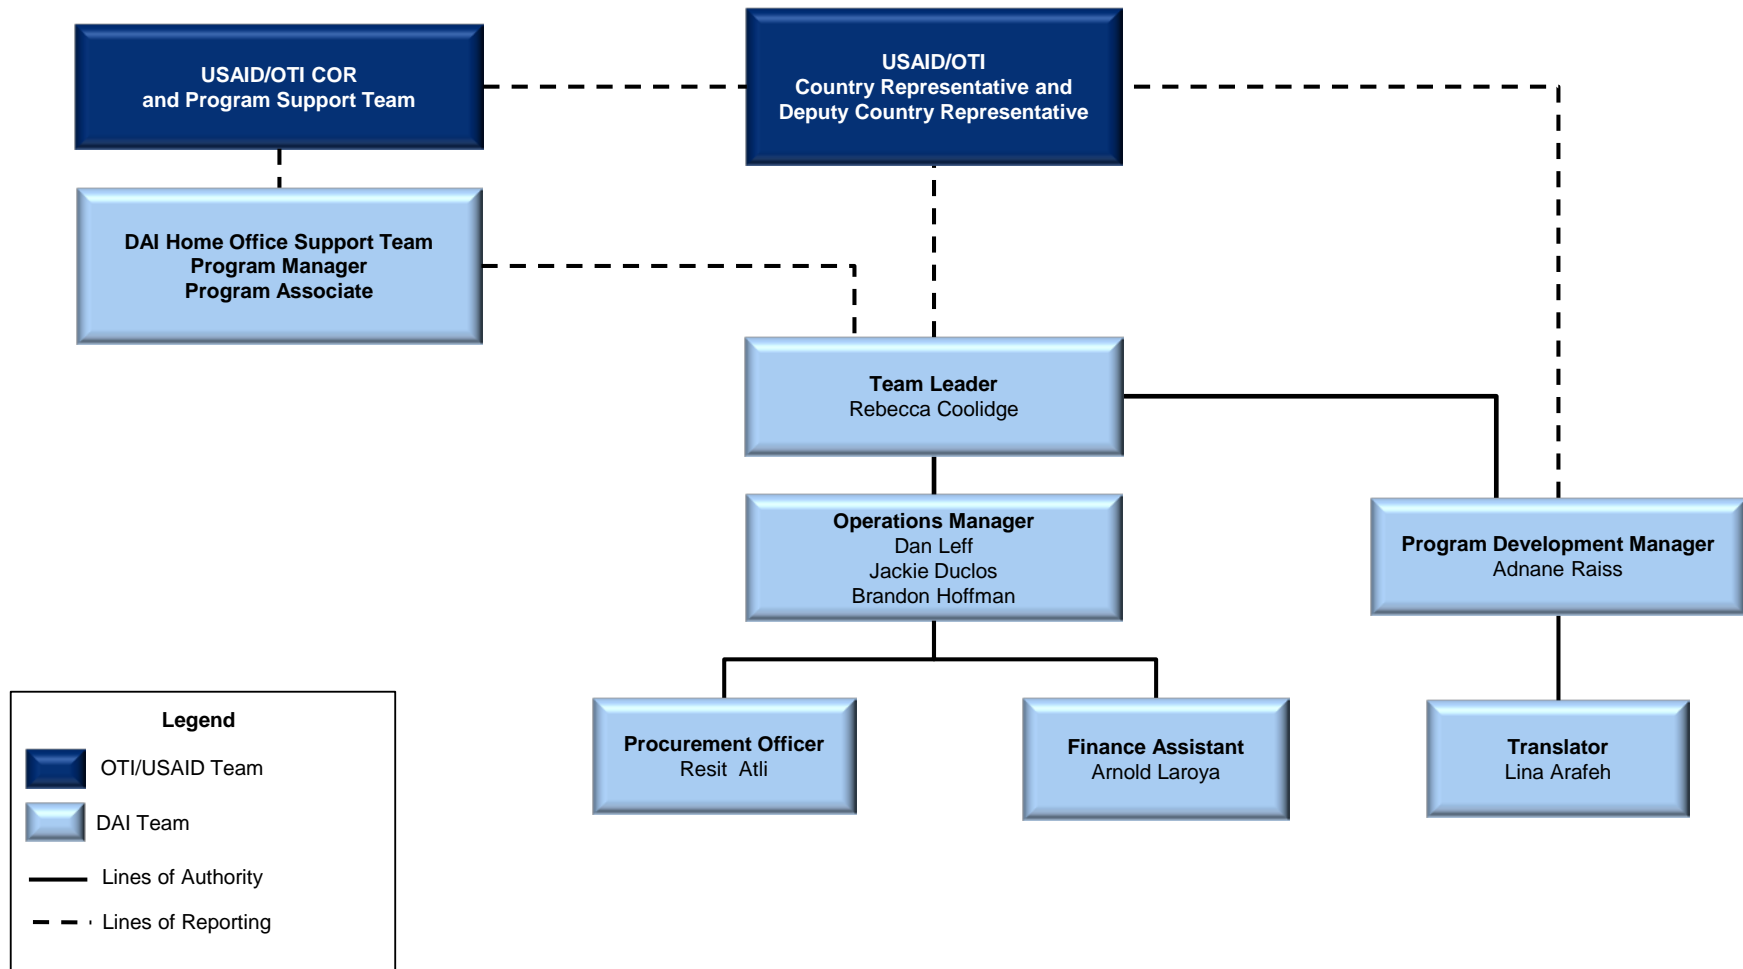 USAID/OTI COR
and Program Support Team
USAID/OTI
Country Representative and
Deputy Country Representative
DAI Home Office Support Team
Program Manager
Program Associate
Team Leader
Rebecca Coolidge
Operations Manager
Dan Leff
Jackie Duclos
Brandon Hoffman
Program Development Manager
Adnane Raiss
Procurement Officer
Resit Atli
Finance Assistant
Arnold Laroya
Translator
Lina Arafeh
Legend
OTI/USAID Team
DAI Team
Lines of Authority
Lines of Reporting